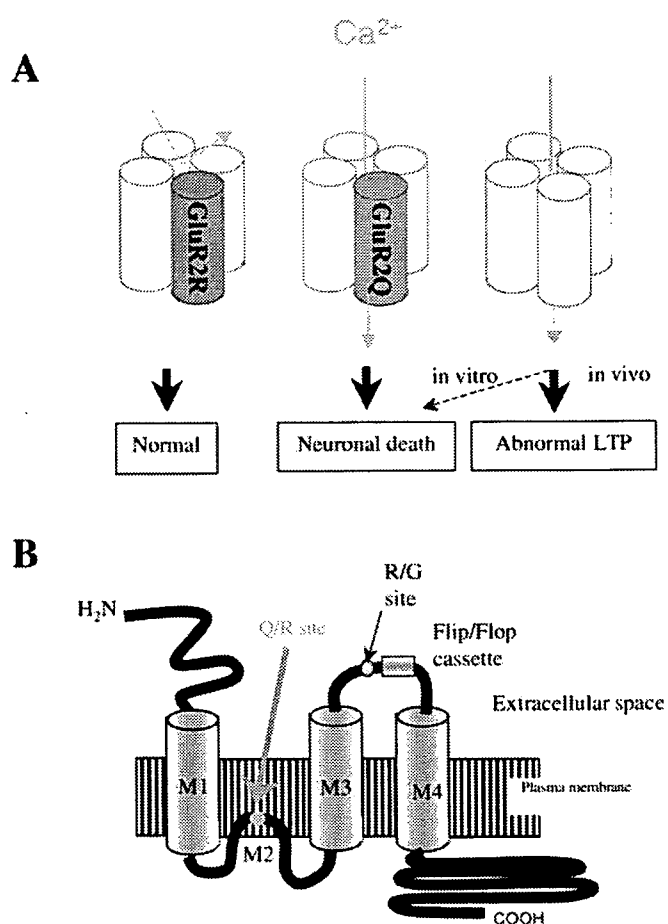 Ca²⁺
A
GluR2R
GluR2Q
in vitro
in vivo
Normal
Neuronal death
Abnormal LTP
B
R/G
site
H₂N
Q/R site
Flip/Flop
cassette
Extracellular space
M1
M3
M4
Plasma membrane
M2
COOH